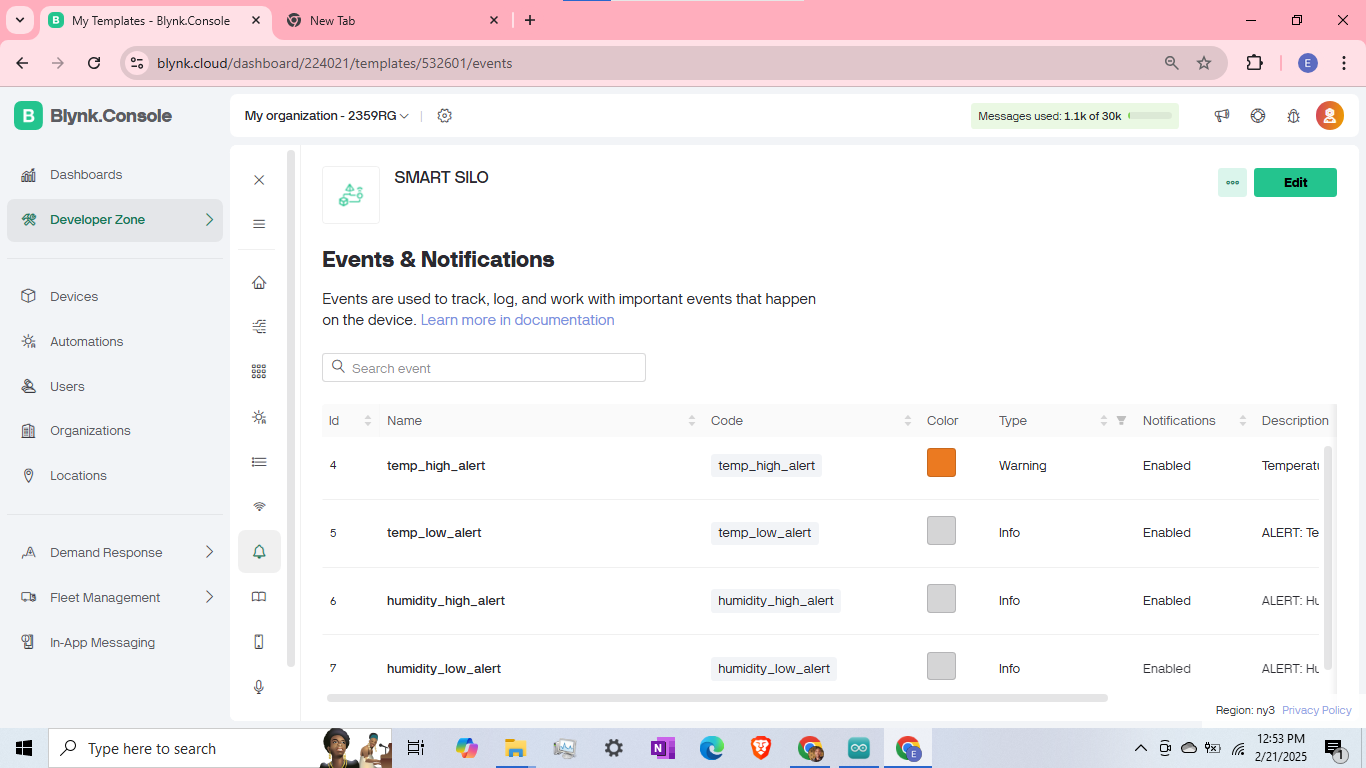 My Templates - Blynk.Console
New Tab
blynk.cloud/dashboard/224021/templates/532601/events
E
B Blynk.Console
My organization - 2359RG
Messages used: 1.1k of 30k
Dashboards
Developer Zone
Devices
Automations
Users
Organizations
Locations
Demand Response
Fleet Management
In-App Messaging
SMART SILO
Edit
Events & Notifications
Events are used to track, log, and work with important events that happen
on the device. Learn more in documentation
Search event
Id Name Code Color Type Notifications Description
4 temp_high_alert temp_high_alert Warning Enabled Temperatu
5 temp_low_alert temp_low_alert Info Enabled ALERT: Te
6 humidity_high_alert humidity_high_alert Info Enabled ALERT: Hu
7 humidity_low_alert humidity_low_alert Info Enabled ALERT: Hu
Region: ny3 Privacy Policy
Type here to search
12:53 PM
2/21/2025
1